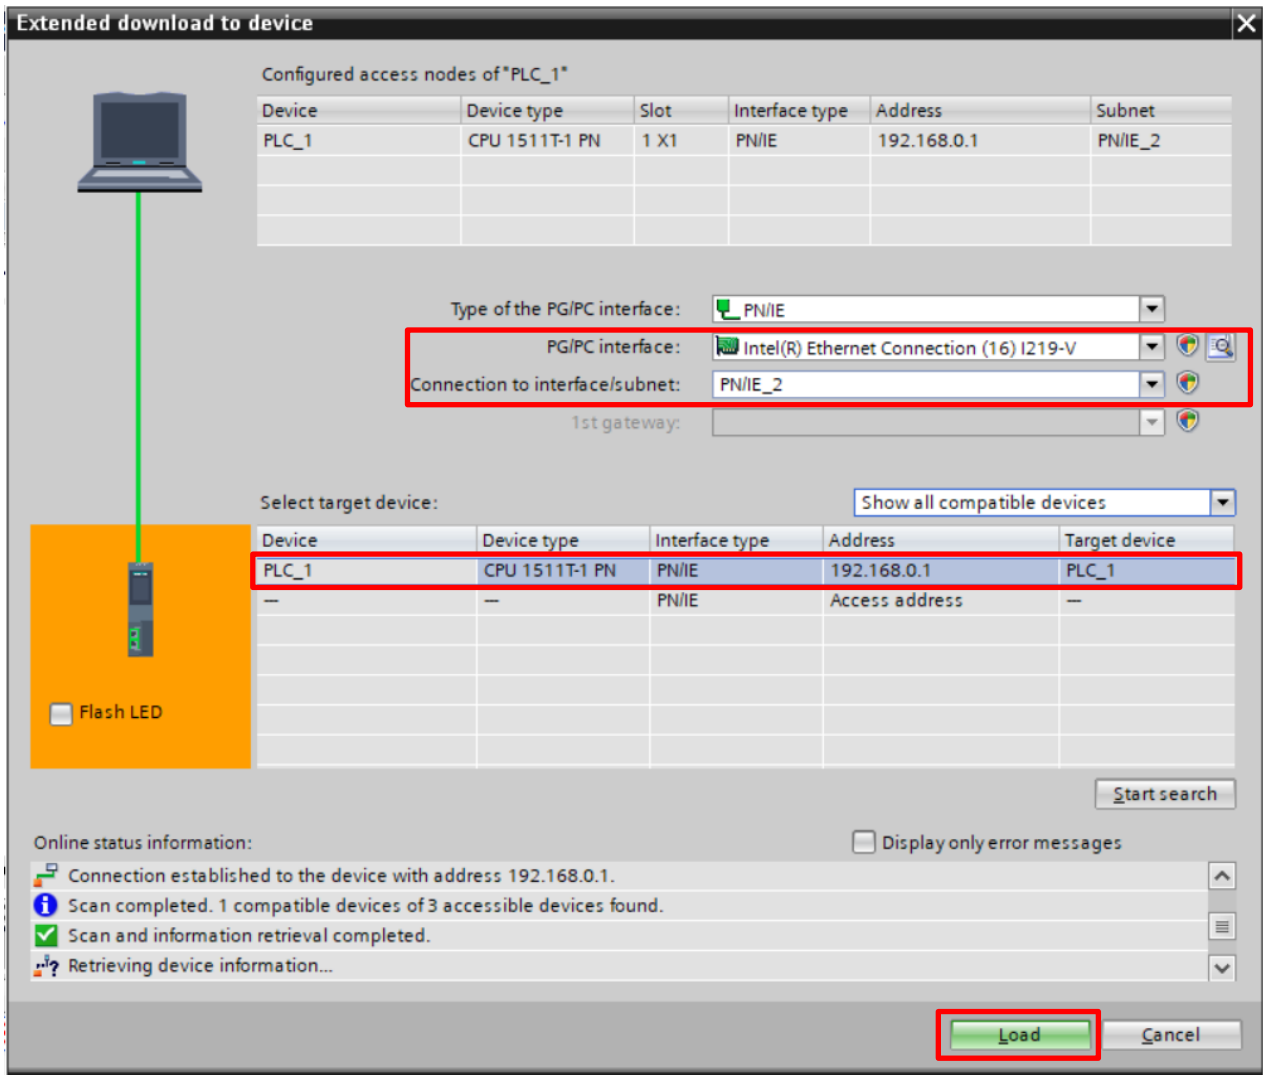 Extended download to device
Configured access nodes of "PLC_1"
Device Device type Slot Interface type Address Subnet
PLC_1 CPU 1511T-1 PN 1 X1 PN/IE 192.168.0.1 PN/IE_2
Type of the PG/PC interface: PN/IE
PG/PC interface: Intel(R) Ethernet Connection (16) I219-V
Connection to interface/subnet: PN/IE_2
1st gateway:
Select target device: Show all compatible devices
Device Device type Interface type Address Target device
PLC_1 CPU 1511T-1 PN PN/IE 192.168.0.1 PLC_1
— — PN/IE Access address —
Flash LED
Start search
Online status information: Display only error messages
Connection established to the device with address 192.168.0.1.
Scan completed. 1 compatible devices of 3 accessible devices found.
Scan and information retrieval completed.
Retrieving device information...
Load Cancel